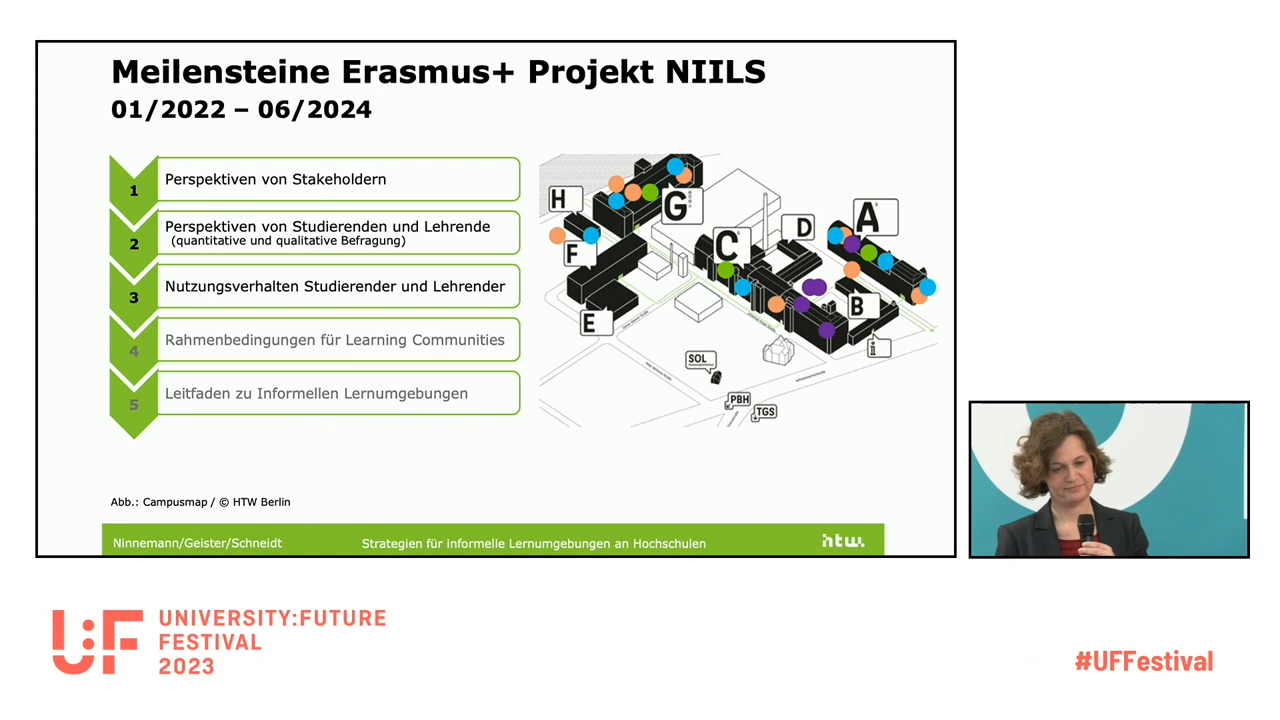 Meilensteine Erasmus+ Projekt NIILS
01/2022 – 06/2024
1
Perspektiven von Stakeholdern
2
Perspektiven von Studierenden und Lehrende
(quantitative und qualitative Befragung)
3
Nutzungsverhalten Studierender und Lehrender
4
Rahmenbedingungen für Learning Communities
5
Leitfaden zu Informellen Lernumgebungen
H
G
F
E
C
D
A
B
i
SOL
PBH
TGS
Abb.: Campusmap / © HTW Berlin
Ninnemann/Geister/Schneidt
Strategien für informelle Lernumgebungen an Hochschulen
htw.
U:F
UNIVERSITY:FUTURE
FESTIVAL
2023
#UFFestival